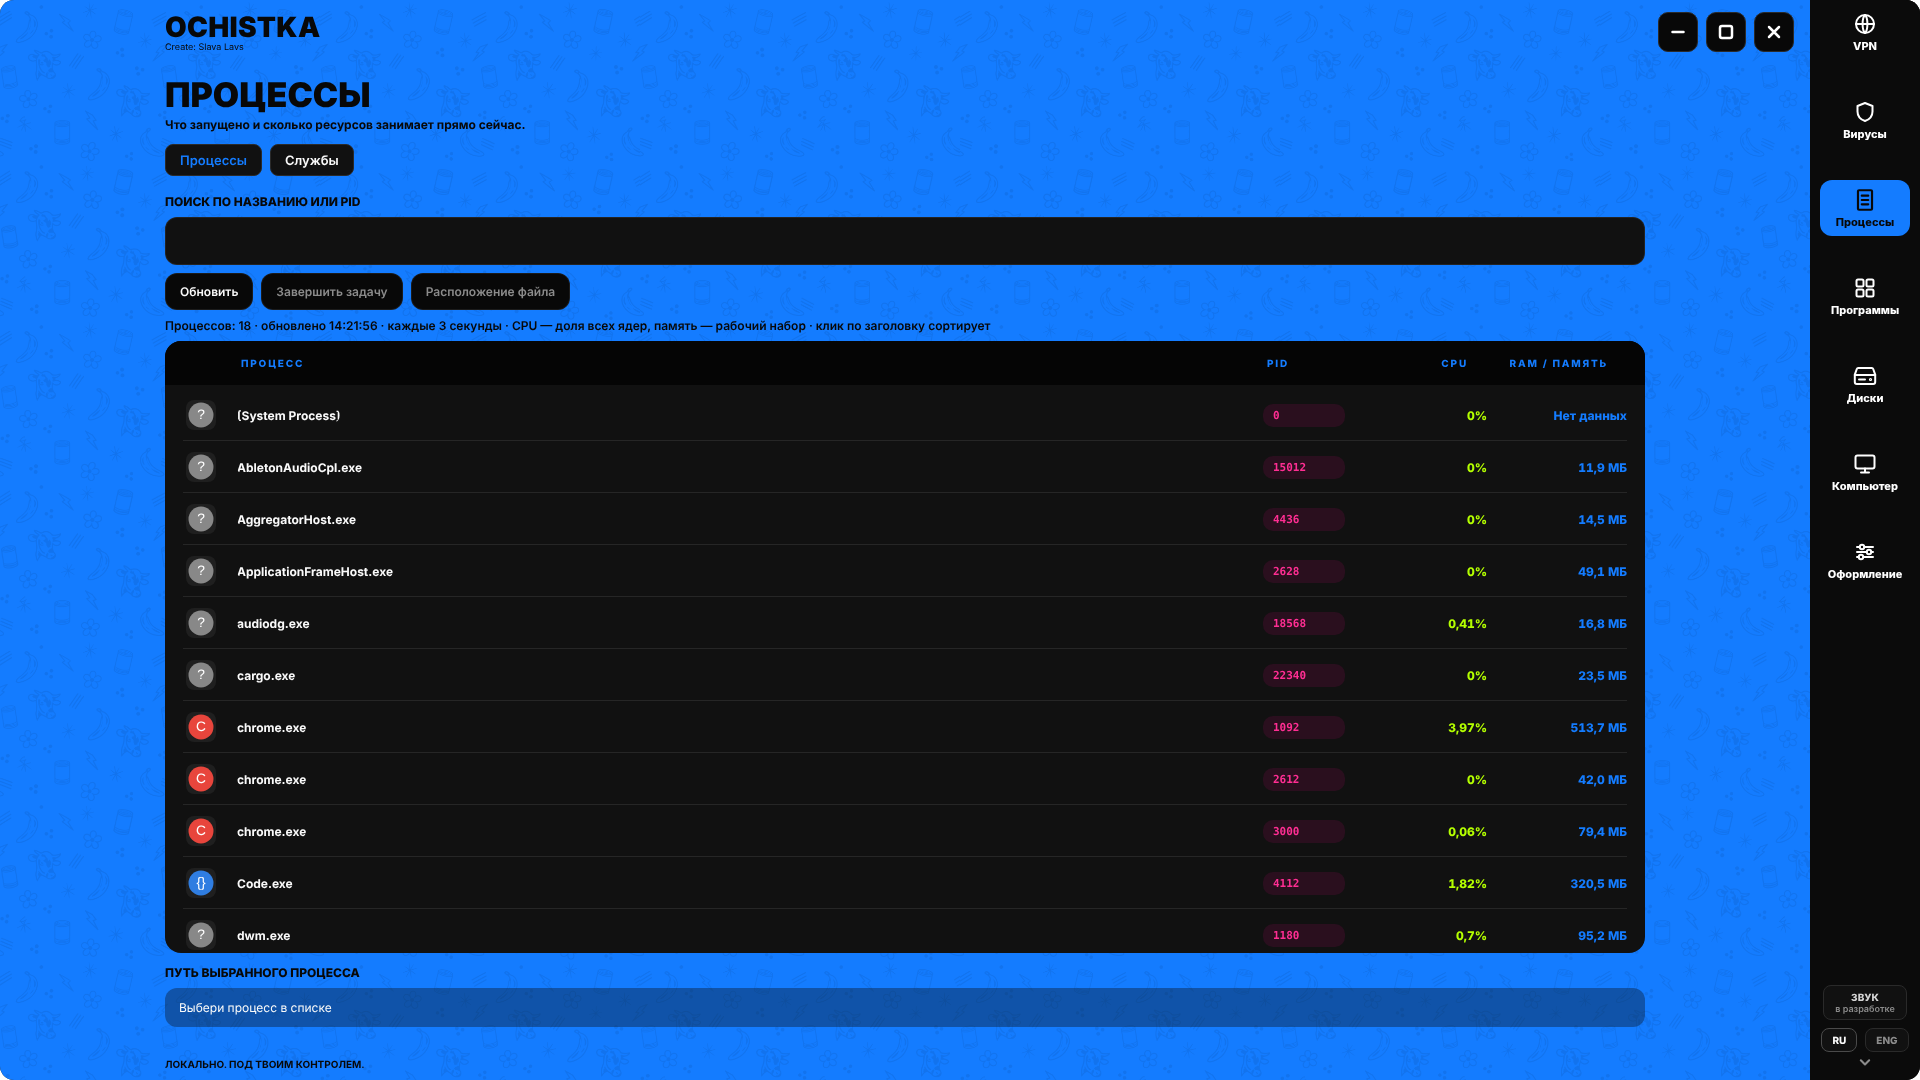 OCHISTKA
Create: Slava Lavs
ПРОЦЕССЫ
Что запущено и сколько ресурсов занимает прямо сейчас.
Процессы Службы
ПОИСК ПО НАЗВАНИЮ ИЛИ PID
Обновить Завершить задачу Расположение файла
Процессов: 18 · обновлено 14:21:56 · каждые 3 секунды · CPU — доля всех ядер, память — рабочий набор · клик по заголовку сортирует
ПРОЦЕСС PID CPU RAM / ПАМЯТЬ
? (System Process) 0 0% Нет данных
? AbletonAudioCpl.exe 15012 0% 11,9 МБ
? AggregatorHost.exe 4436 0% 14,5 МБ
? ApplicationFrameHost.exe 2628 0% 49,1 МБ
? audiodg.exe 18568 0,41% 16,8 МБ
? cargo.exe 22340 0% 23,5 МБ
C chrome.exe 1092 3,97% 513,7 МБ
C chrome.exe 2612 0% 42,0 МБ
C chrome.exe 3000 0,06% 79,4 МБ
{} Code.exe 4112 1,82% 320,5 МБ
? dwm.exe 1180 0,7% 95,2 МБ
ПУТЬ ВЫБРАННОГО ПРОЦЕССА
Выбери процесс в списке
ЛОКАЛЬНО. ПОД ТВОИМ КОНТРОЛЕМ.
VPN
Вирусы
Процессы
Программы
Диски
Компьютер
Оформление
ЗВУК
в разработке
RU ENG